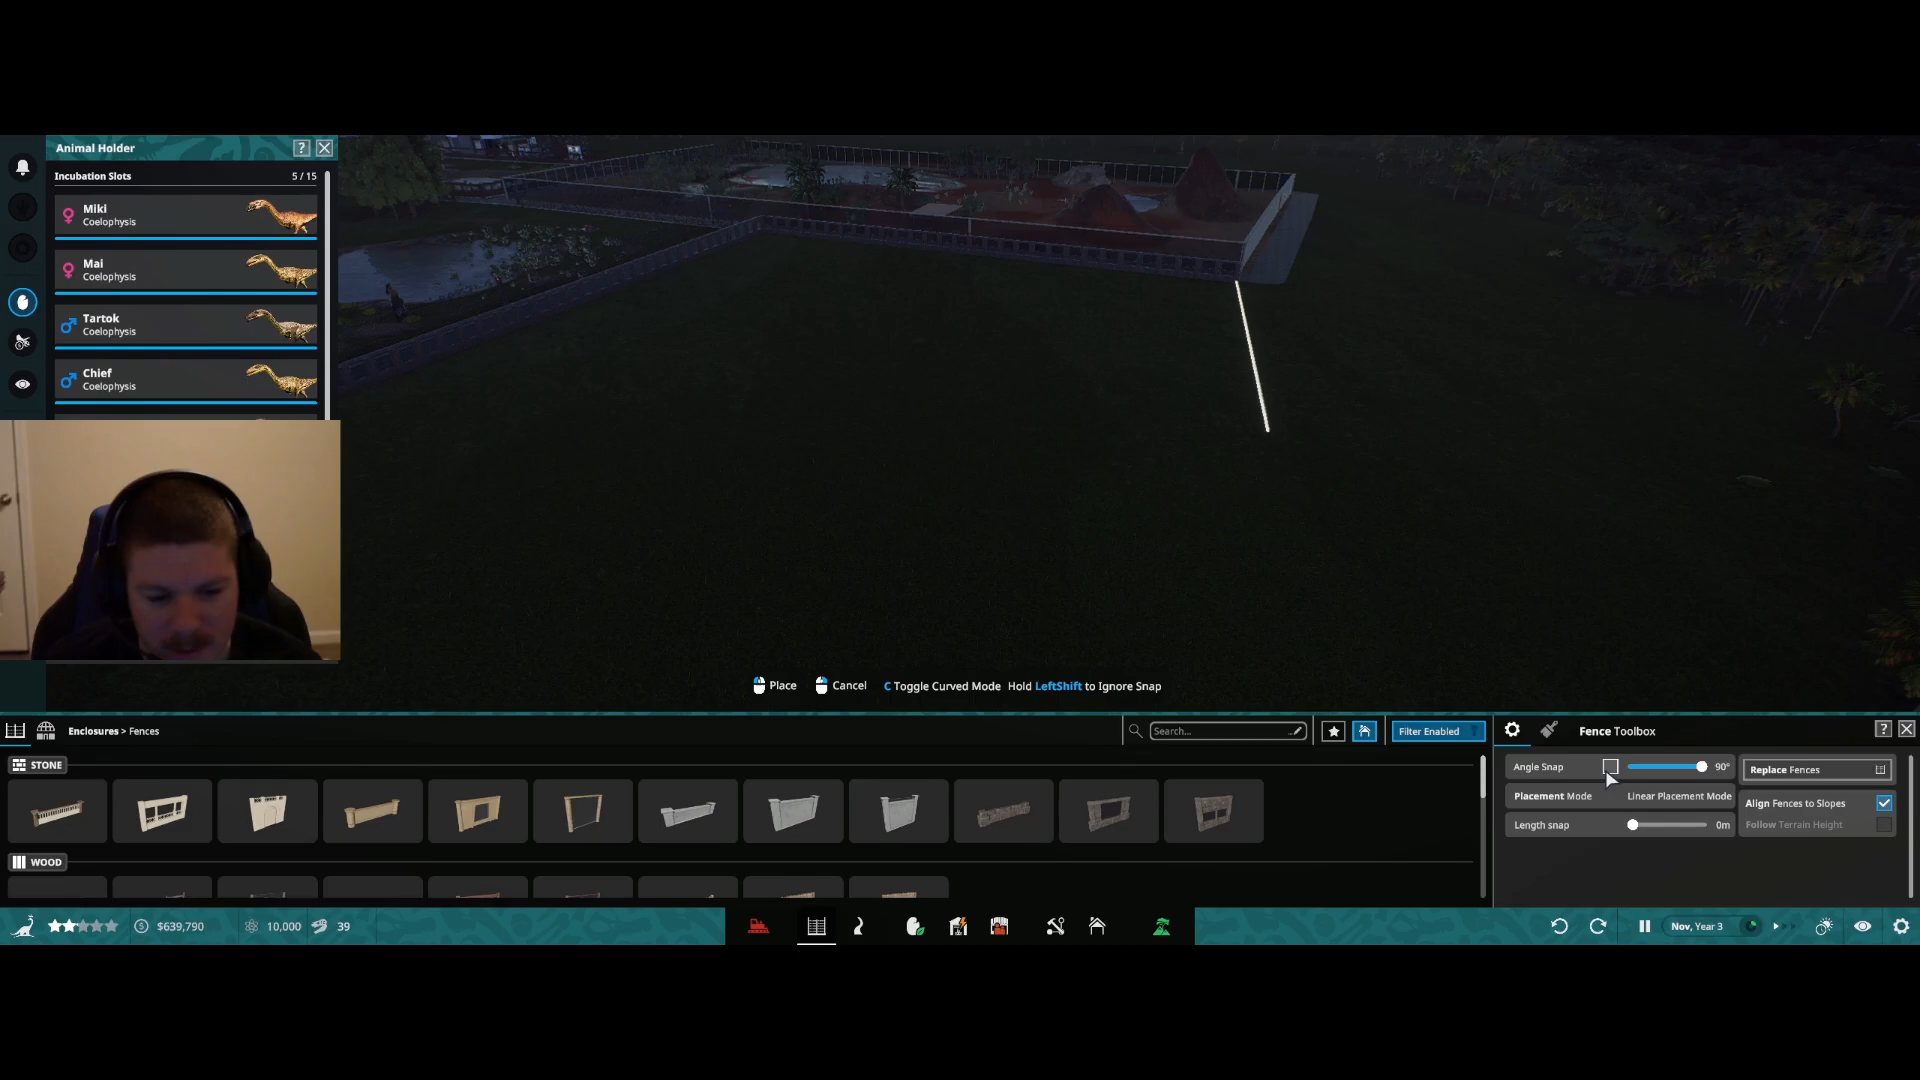 Animal Holder
Incubation Slots 5 / 15
Miki
Coelophysis
Mai
Coelophysis
Tartok
Coelophysis
Chief
Coelophysis
Place Cancel C Toggle Curved Mode Hold LeftShift to Ignore Snap
Enclosures > Fences
Search...
Filter Enabled
Fence Toolbox
STONE
Angle Snap 90°
Replace Fences
Placement Mode Linear Placement Mode
Align Fences to Slopes
Length snap 0m
Follow Terrain Height
WOOD
$639,790
10,000
39
Nov, Year 3